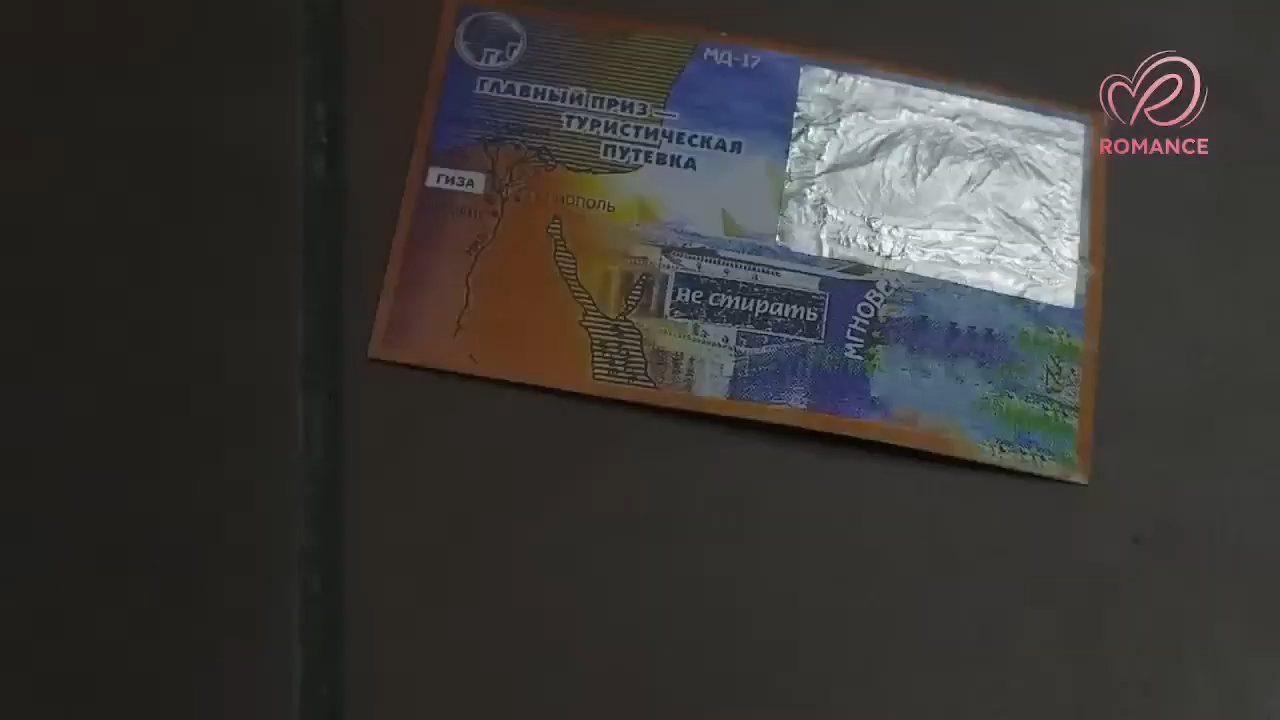 МД-17
ГЛАВНЫЙ ПРИЗ —
ТУРИСТИЧЕСКАЯ
ПУТЕВКА
ГИЗА
не стирать
ROMANCE